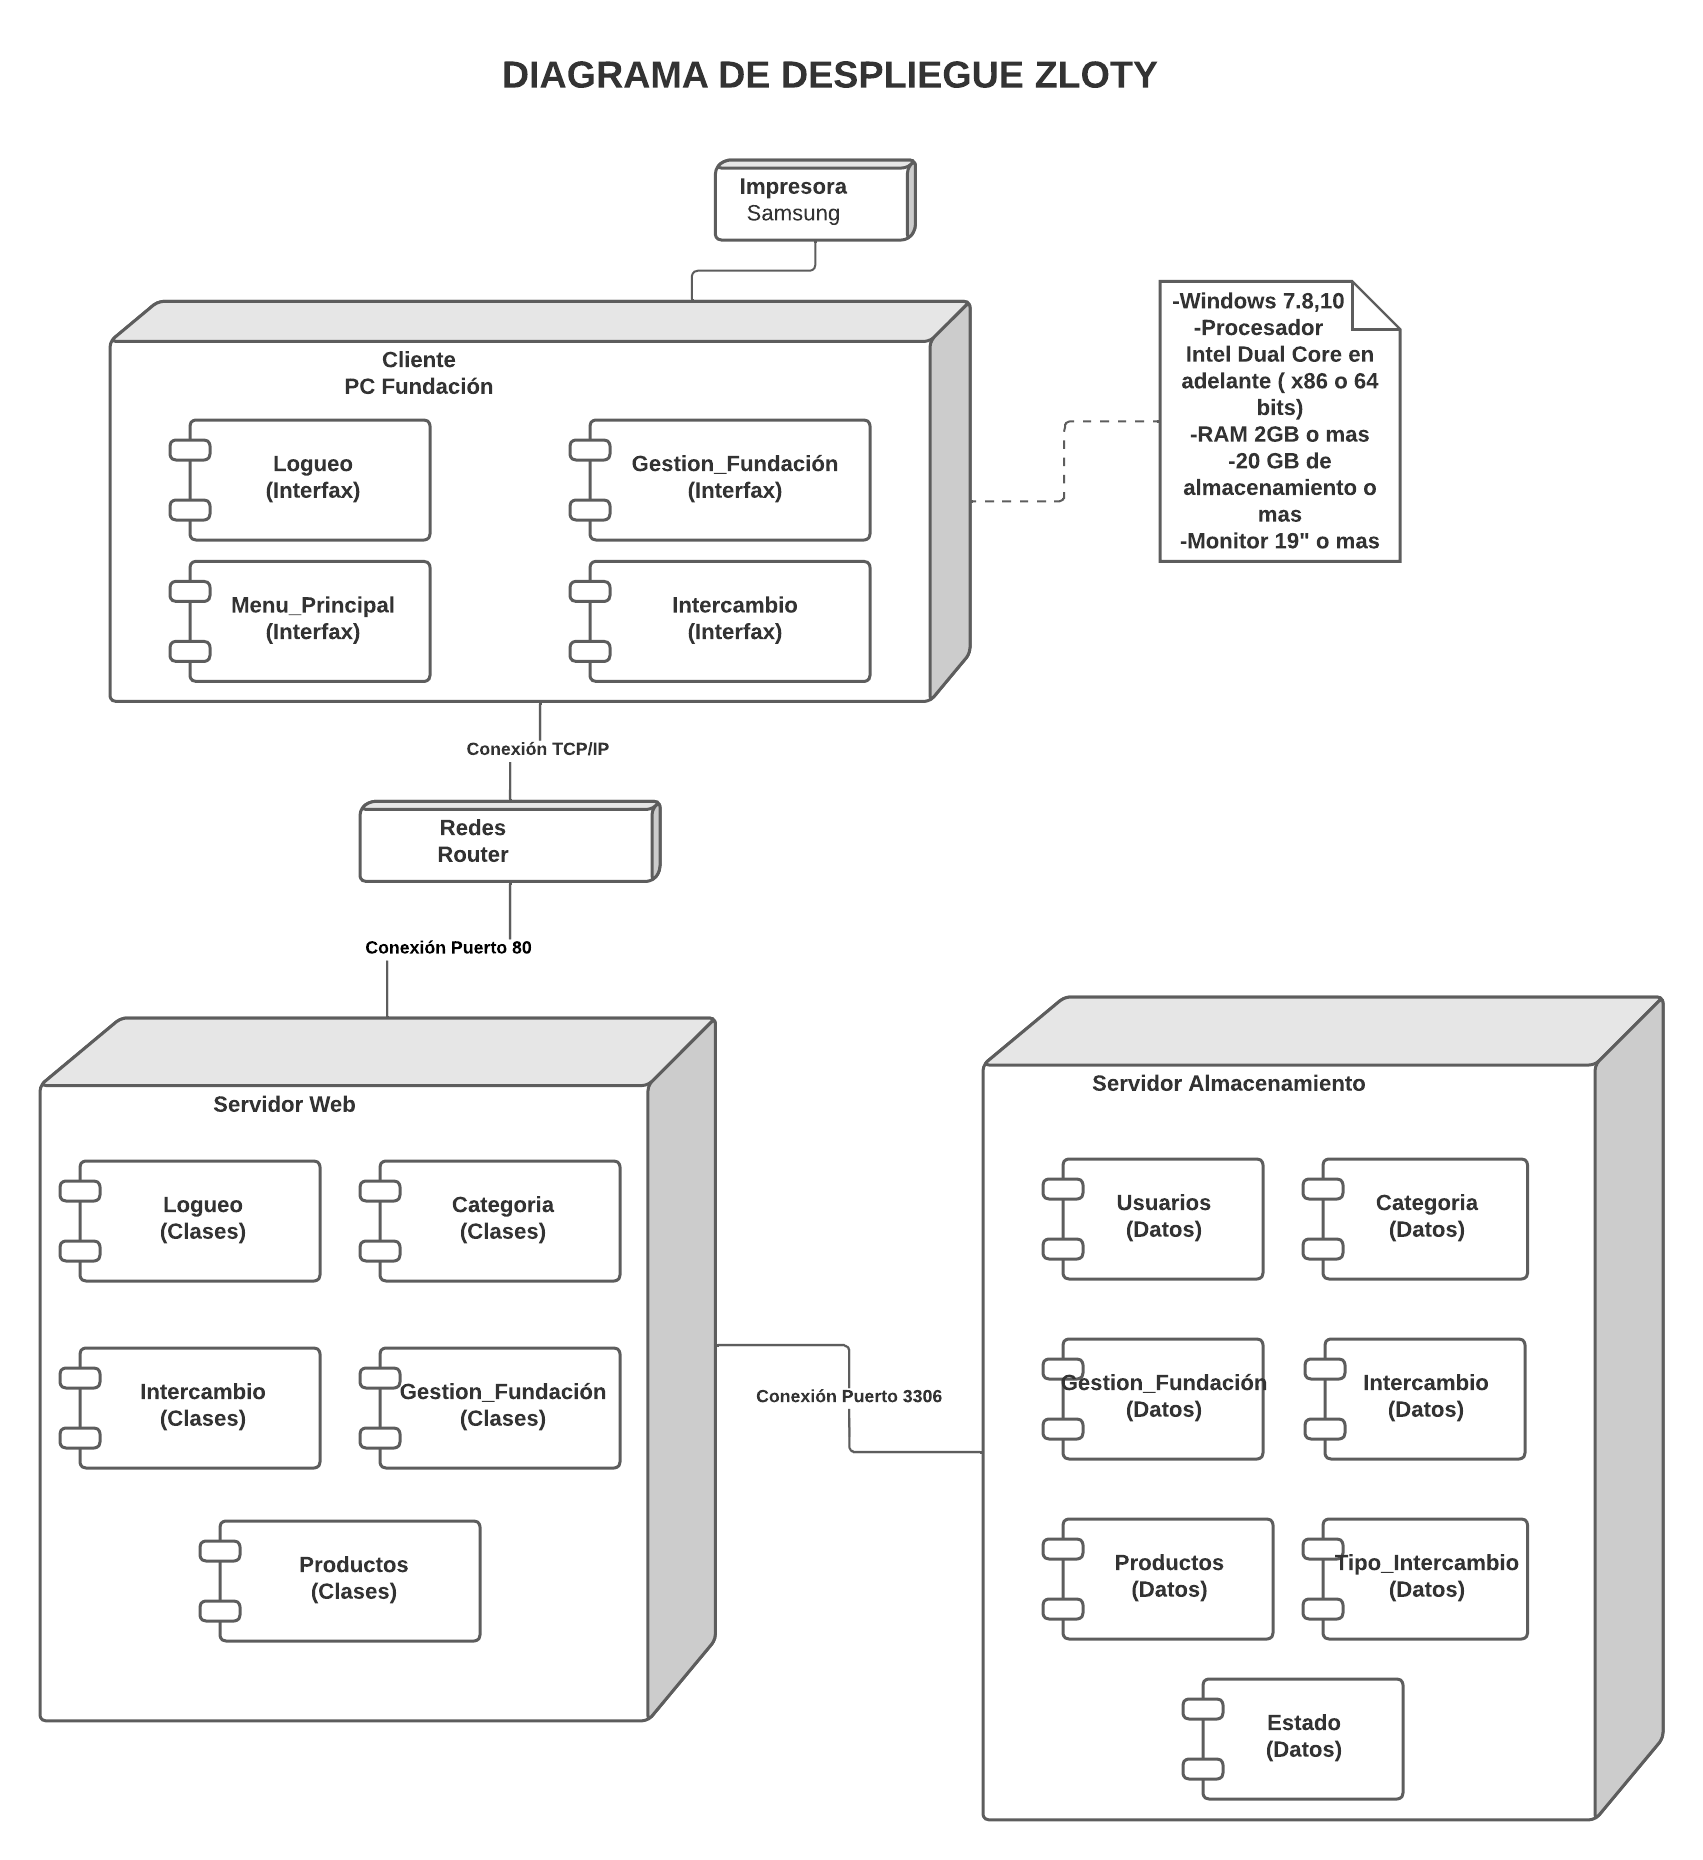 DIAGRAMA DE DESPLIEGUE ZLOTY
Impresora
Samsung
-Windows 7.8,10
-Procesador
Intel Dual Core en
adelante ( x86 o 64
bits)
-RAM 2GB o mas
-20 GB de
almacenamiento o
mas
-Monitor 19" o mas
Cliente
PC Fundación
Logueo
(Interfax)
Gestion_Fundación
(Interfax)
Menu_Principal
(Interfax)
Intercambio
(Interfax)
Conexión TCP/IP
Redes
Router
Conexión Puerto 80
Servidor Web
Logueo
(Clases)
Categoria
(Clases)
Intercambio
(Clases)
Gestion_Fundación
(Clases)
Productos
(Clases)
Conexión Puerto 3306
Servidor Almacenamiento
Usuarios
(Datos)
Categoria
(Datos)
Gestion_Fundación
(Datos)
Intercambio
(Datos)
Productos
(Datos)
Tipo_Intercambio
(Datos)
Estado
(Datos)